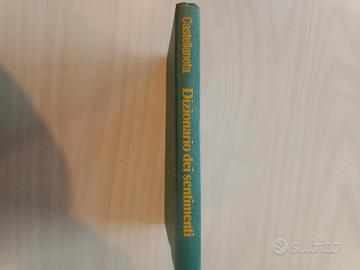 Castellaneta
Dizionario dei sentimenti
subito